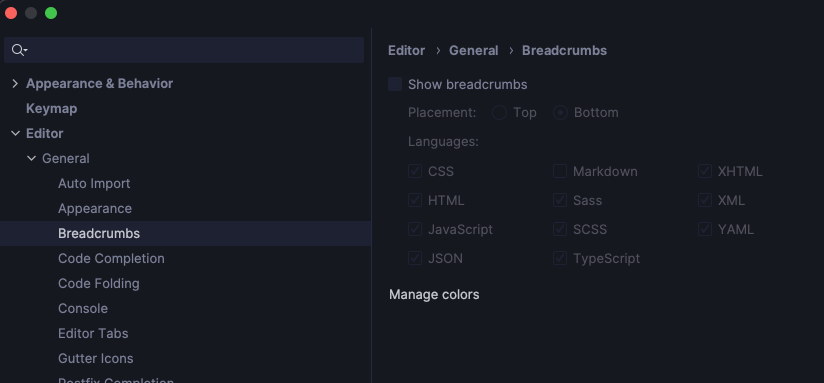 Appearance & Behavior
Keymap
Editor
General
Auto Import
Appearance
Breadcrumbs
Code Completion
Code Folding
Console
Editor Tabs
Gutter Icons
Postfix Completion
Editor › General › Breadcrumbs
Show breadcrumbs
Placement: Top Bottom
Languages:
CSS Markdown XHTML
HTML Sass XML
JavaScript SCSS YAML
JSON TypeScript
Manage colors